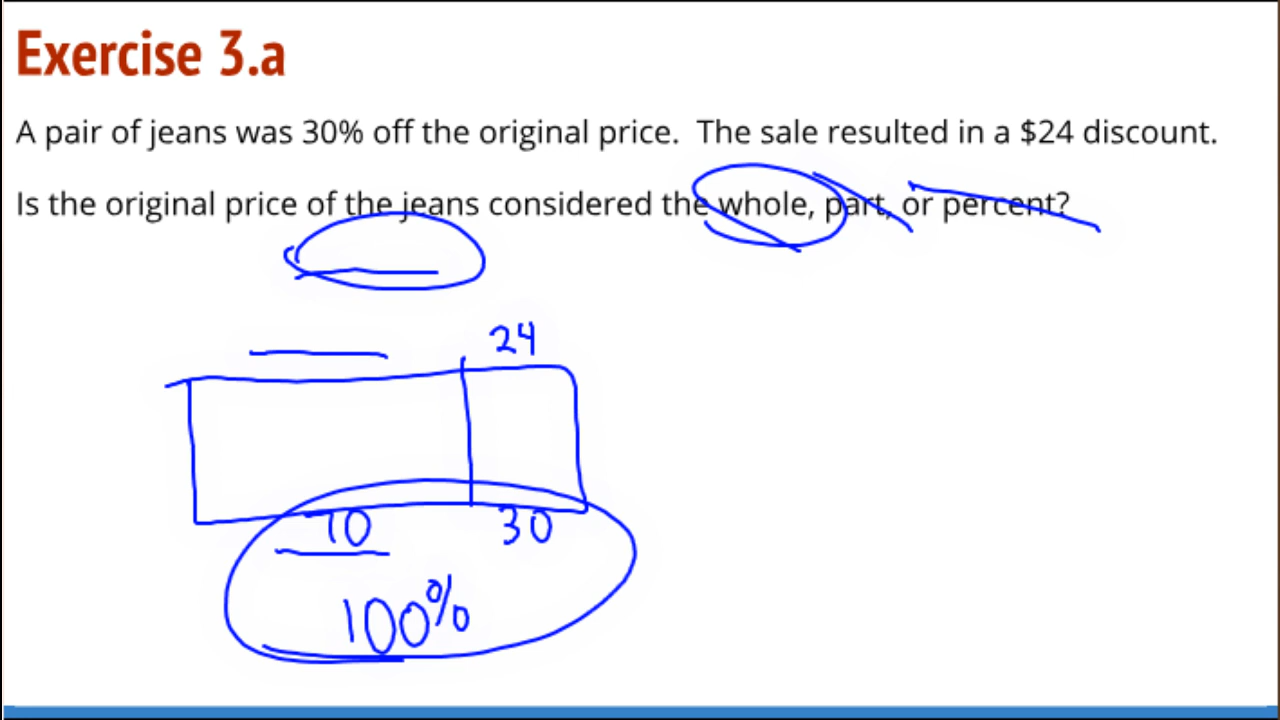 Exercise 3.a
A pair of jeans was 30% off the original price. The sale resulted in a $24 discount.
Is the original price of the jeans considered the whole, part, or percent?
24
70 30
100%